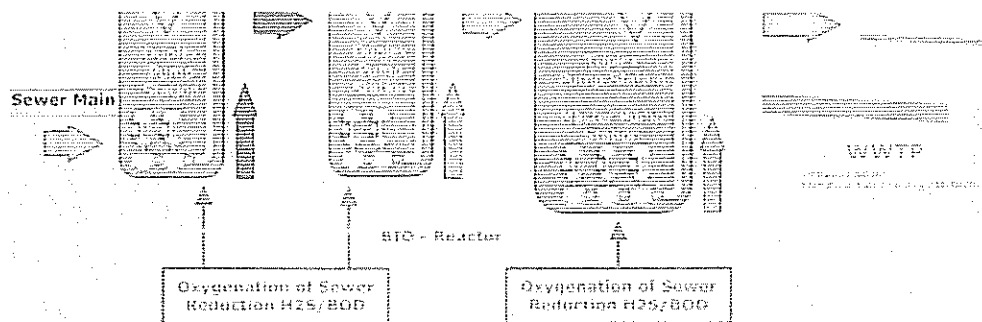 Sewer Main
WWTP
BIO - Reactor
Oxygenation of Sewer
Reduction H2S/BOD
Oxygenation of Sewer
Reduction H2S/BOD